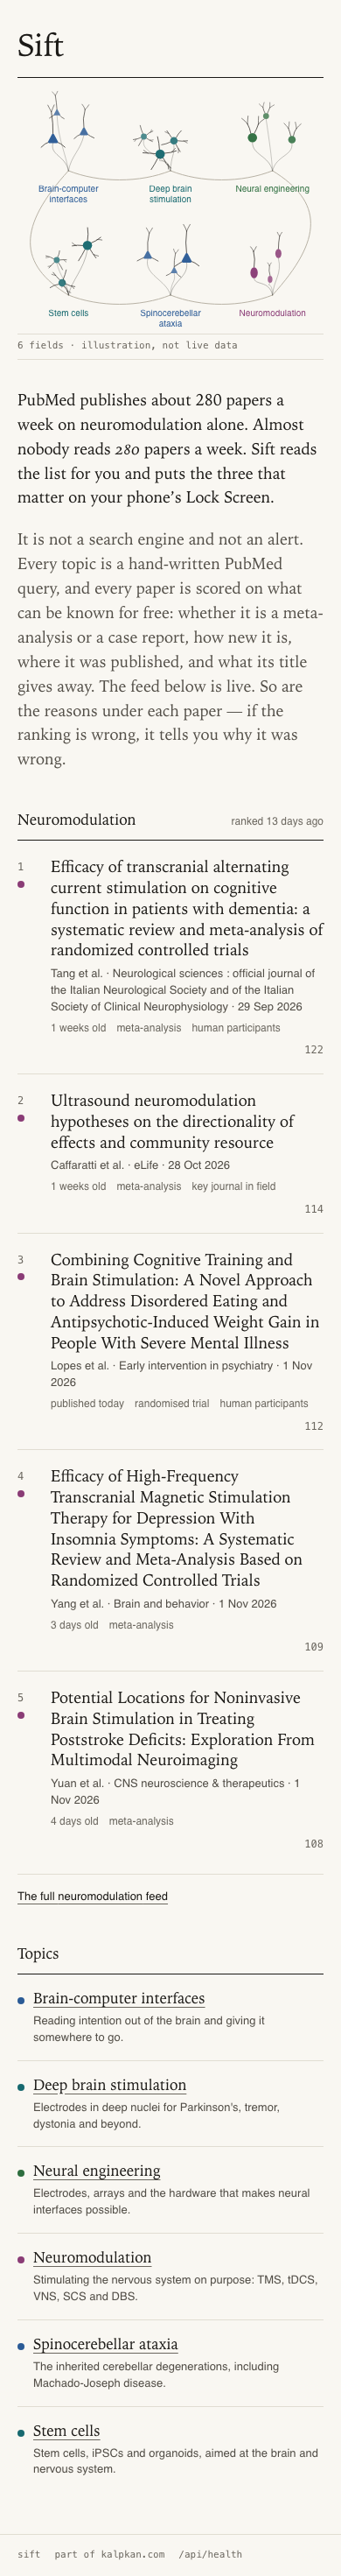 Sift
Brain-computer
interfaces
Deep brain
stimulation
Neural engineering
Stem cells
Spinocerebellar
ataxia
Neuromodulation
6 fields · illustration, not live data
PubMed publishes about 280 papers a
week on neuromodulation alone. Almost
nobody reads 280 papers a week. Sift reads
the list for you and puts the three that
matter on your phone’s Lock Screen.
It is not a search engine and not an alert.
Every topic is a hand-written PubMed
query, and every paper is scored on what
can be known for free: whether it is a meta-
analysis or a case report, how new it is,
where it was published, and what its title
gives away. The feed below is live. So are
the reasons under each paper — if the
ranking is wrong, it tells you why it was
wrong.
Neuromodulation ranked 13 days ago
1
Efficacy of transcranial alternating
current stimulation on cognitive
function in patients with dementia: a
systematic review and meta-analysis of
randomized controlled trials
Tang et al. · Neurological sciences : official journal of
the Italian Neurological Society and of the Italian
Society of Clinical Neurophysiology · 29 Sep 2026
1 weeks old meta-analysis human participants
122
2
Ultrasound neuromodulation
hypotheses on the directionality of
effects and community resource
Caffaratti et al. · eLife · 28 Oct 2026
1 weeks old meta-analysis key journal in field
114
3
Combining Cognitive Training and
Brain Stimulation: A Novel Approach
to Address Disordered Eating and
Antipsychotic-Induced Weight Gain in
People With Severe Mental Illness
Lopes et al. · Early intervention in psychiatry · 1 Nov
2026
published today randomised trial human participants
112
4
Efficacy of High-Frequency
Transcranial Magnetic Stimulation
Therapy for Depression With
Insomnia Symptoms: A Systematic
Review and Meta-Analysis Based on
Randomized Controlled Trials
Yang et al. · Brain and behavior · 1 Nov 2026
3 days old meta-analysis
109
5
Potential Locations for Noninvasive
Brain Stimulation in Treating
Poststroke Deficits: Exploration From
Multimodal Neuroimaging
Yuan et al. · CNS neuroscience & therapeutics · 1
Nov 2026
4 days old meta-analysis
108
The full neuromodulation feed
Topics
Brain-computer interfaces
Reading intention out of the brain and giving it
somewhere to go.
Deep brain stimulation
Electrodes in deep nuclei for Parkinson's, tremor,
dystonia and beyond.
Neural engineering
Electrodes, arrays and the hardware that makes neural
interfaces possible.
Neuromodulation
Stimulating the nervous system on purpose: TMS, tDCS,
VNS, SCS and DBS.
Spinocerebellar ataxia
The inherited cerebellar degenerations, including
Machado-Joseph disease.
Stem cells
Stem cells, iPSCs and organoids, aimed at the brain and
nervous system.
sift part of kalpkan.com /api/health